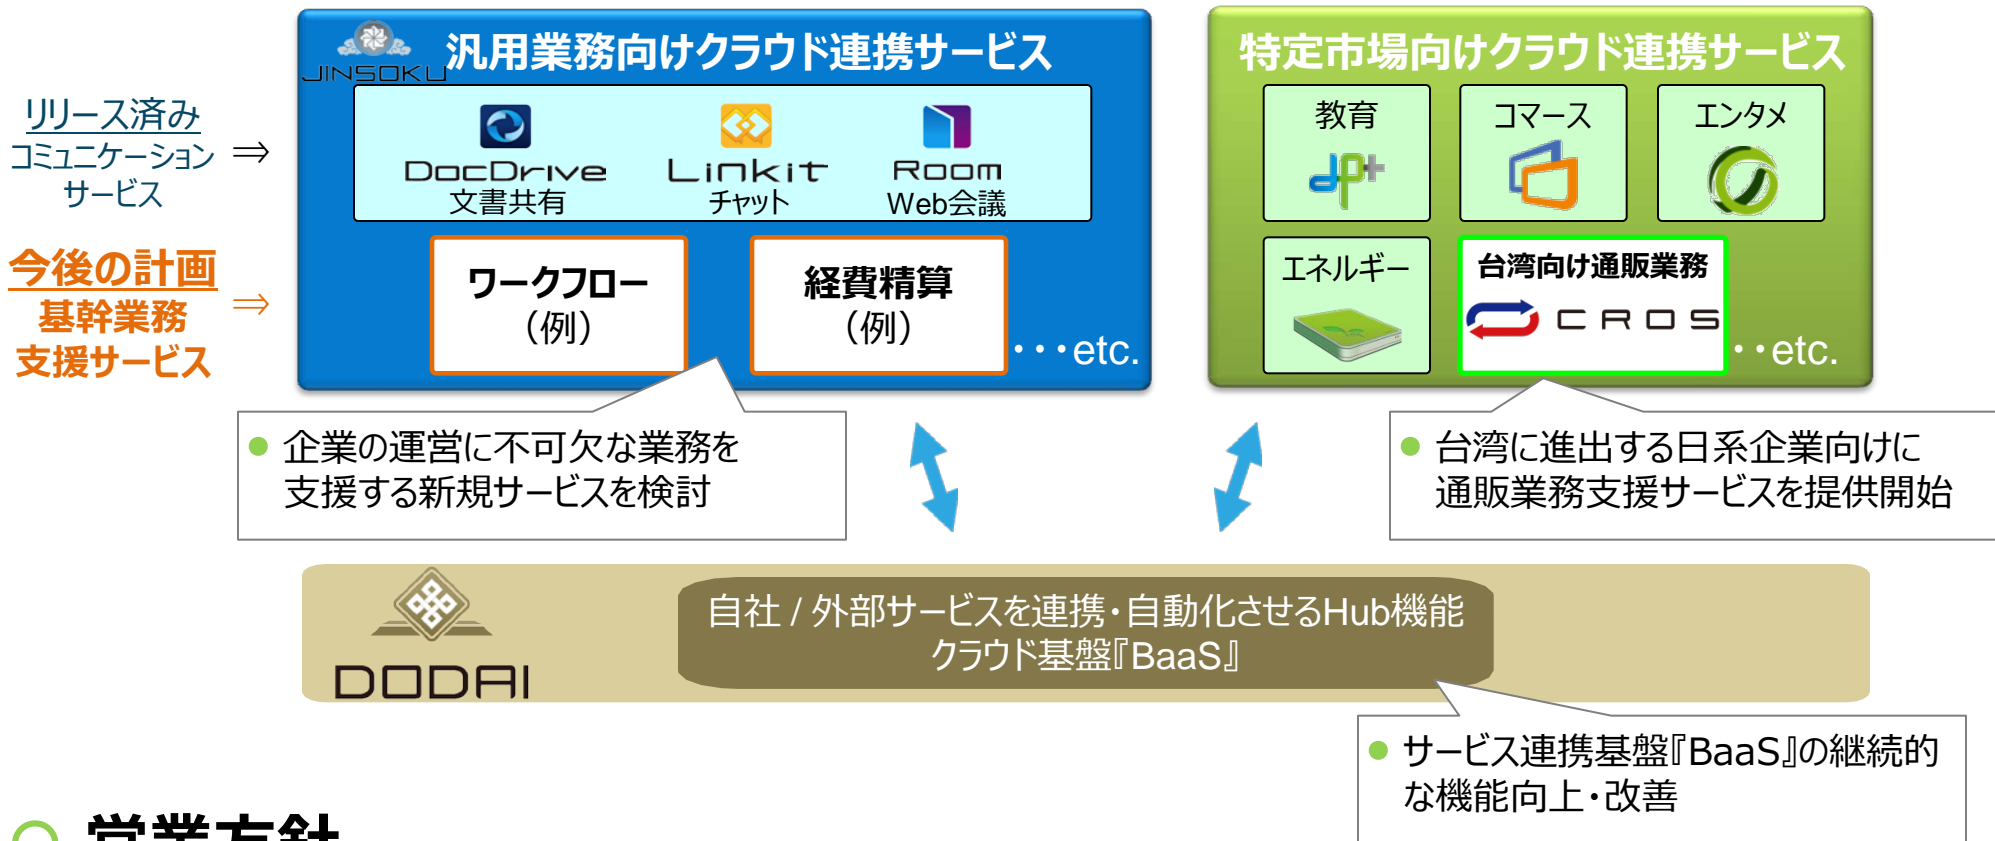 JINSOKU
汎用業務向けクラウド連携サービス
リリース済み
コミュニケーション
サービス
⇒
DocDrive
文書共有
Linkit
チャット
Room
Web会議
今後の計画
基幹業務
支援サービス
⇒
ワークフロー
(例)
経費精算
(例)
・・・etc.
特定市場向けクラウド連携サービス
教育
dp+
コマース
エンタメ
エネルギー
台湾向け通販業務
CROS
・・etc.
● 企業の運営に不可欠な業務を
支援する新規サービスを検討
● 台湾に進出する日系企業向けに
通販業務支援サービスを提供開始
DODAI
自社 / 外部サービスを連携・自動化させるHub機能
クラウド基盤『BaaS』
● サービス連携基盤『BaaS』の継続的
な機能向上・改善
営業方針